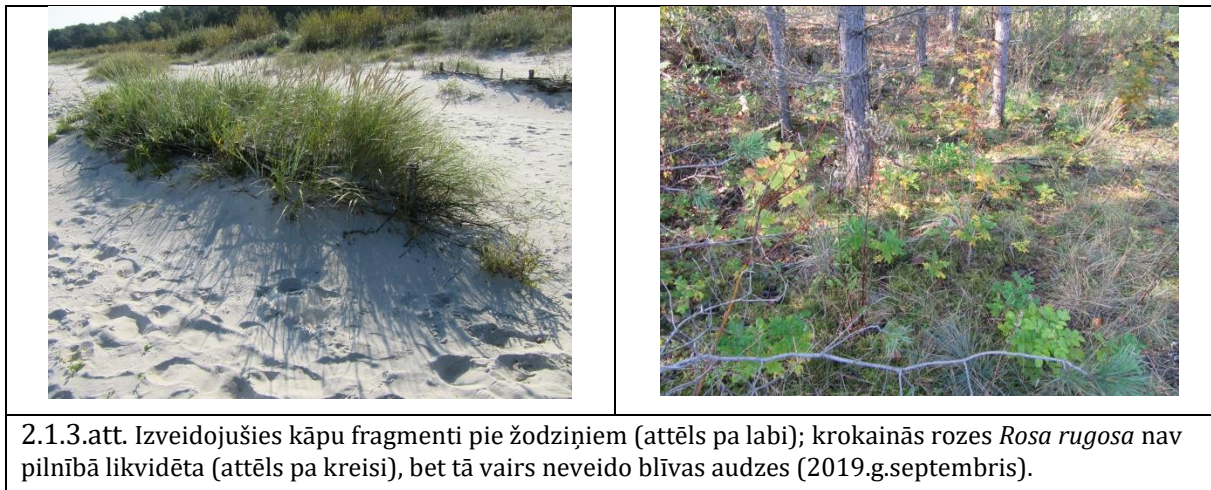 2.1.3.att. Izveidojušies kāpu fragmenti pie žodziņiem (attēls pa labi); krokainās rozes Rosa rugosa nav
pilnībā likvidēta (attēls pa kreisi), bet tā vairs neveido blīvas audzes (2019.g.septembris).